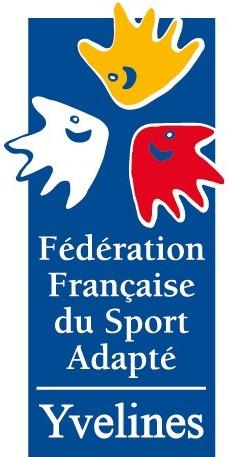 Fédération
Française
du Sport
Adapté
Yvelines